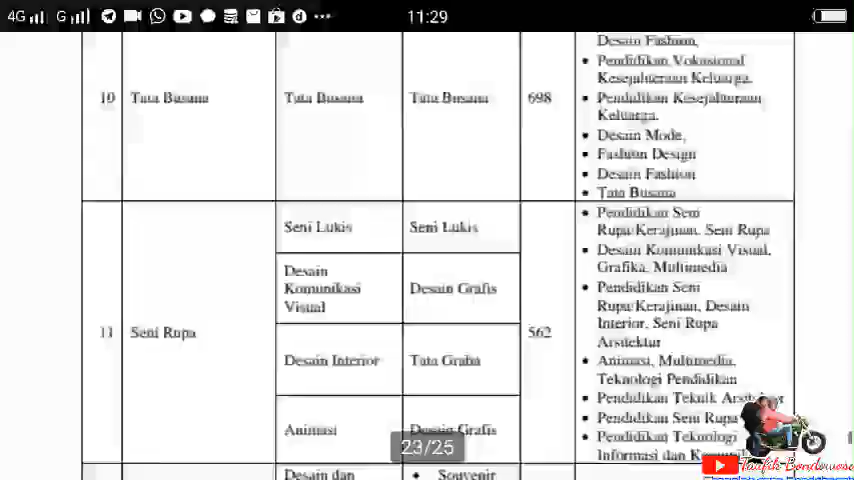 4G G 11:29
Desain Fashion,
Pendidikan Vokasional
Kesejahteraan Keluarga.
10 Tata Busana Tata Busana Tata Busana 698
Pendidikan Kesejahteraan
Keluarga.
Desain Mode,
Fashion Design
Desain Fashion
Tata Busana
Seni Lukis Seni Lukis
Pendidikan Seni
Rupa/Kerajinan, Seni Rupa
Desain
Komunikasi
Visual
Desain Grafis
Desain Komunikasi Visual,
Grafika, Multimedia
Pendidikan Seni
Rupa/Kerajinan, Desain
Interior, Seni Rupa
Arsitektur
11 Seni Rupa 562
Desain Interior Tata Graha
Animasi, Multimedia,
Teknologi Pendidikan
Pendidikan Teknik
Animasi Desain Grafis
Pendidikan Seni Rupa
Pendidikan Teknologi
Informasi dan
23/25
Desain dan Souvenir
Taufik Bondowoso